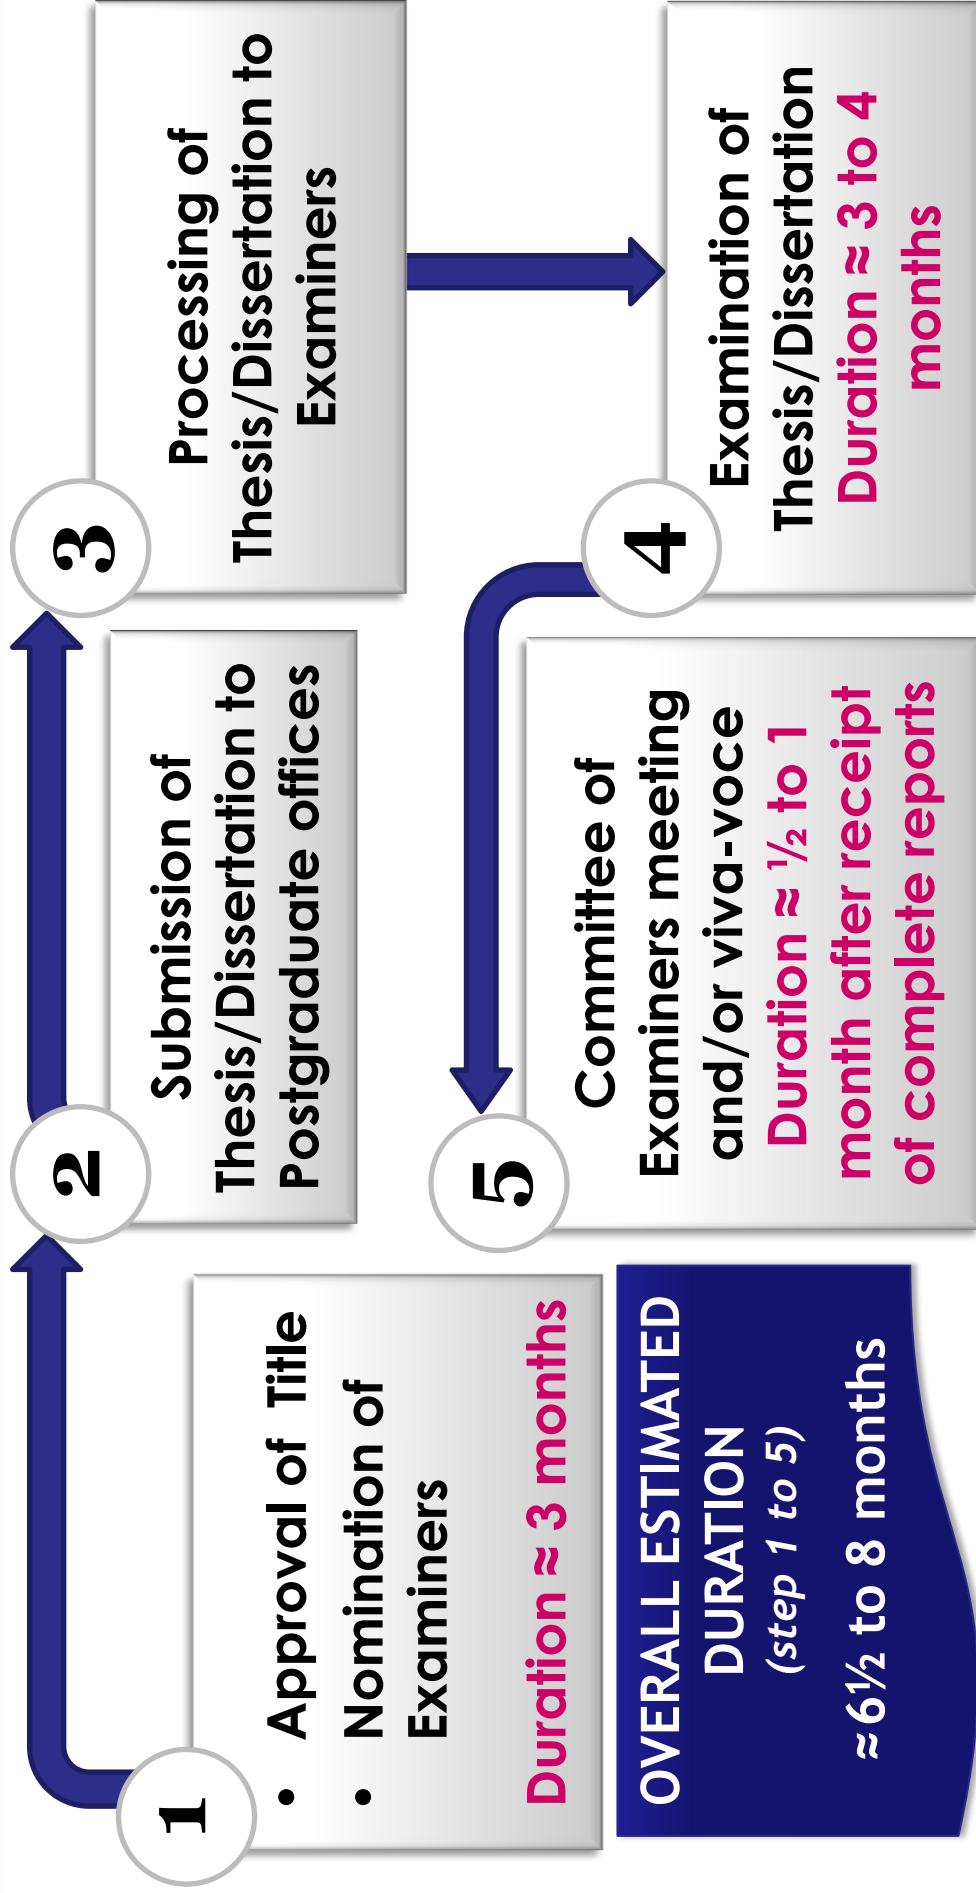 1
• Approval of Title
• Nomination of
Examiners
Duration ≈ 3 months
2
Submission of
Thesis/Dissertation to
Postgraduate offices
3
Processing of
Thesis/Dissertation to
Examiners
4
Examination of
Thesis/Dissertation
Duration ≈ 3 to 4
months
5
Committee of
Examiners meeting
and/or viva-voce
Duration ≈ ½ to 1
month after receipt
of complete reports
OVERALL ESTIMATED
DURATION
(step 1 to 5)
≈6½ to 8 months